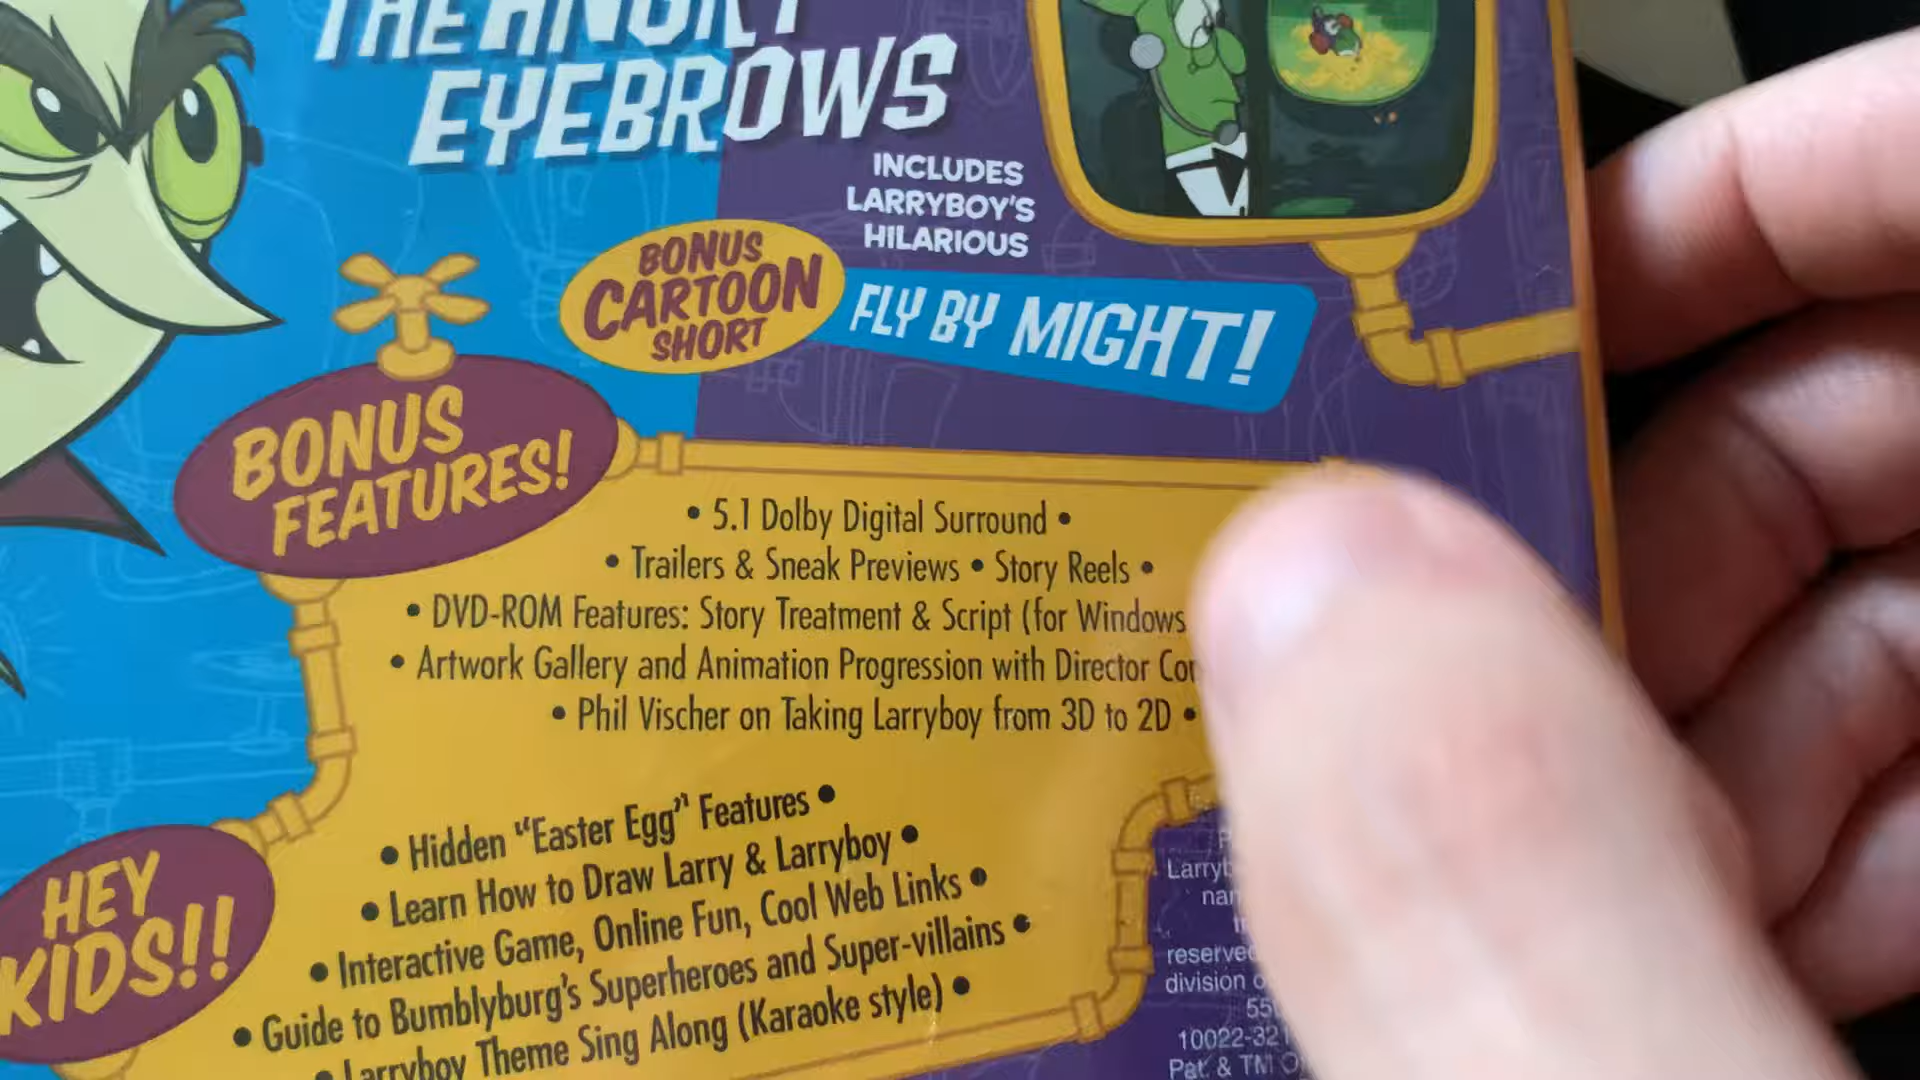 THE ANGRY
EYEBROWS
INCLUDES
LARRYBOY'S
HILARIOUS
BONUS
CARTOON
SHORT
FLY BY MIGHT!
BONUS
FEATURES!
• 5.1 Dolby Digital Surround •
• Trailers & Sneak Previews • Story Reels •
• DVD-ROM Features: Story Treatment & Script (for Windows
• Artwork Gallery and Animation Progression with Director
• Phil Vischer on Taking Larryboy from 3D to 2D •
HEY
KIDS!!
• Hidden "Easter Egg" Features •
• Learn How to Draw Larry & Larryboy •
• Interactive Game, Online Fun, Cool Web Links •
• Guide to Bumblyburg's Superheroes and Super-villains •
• Larryboy Theme Sing Along (Karaoke style) •
reserved
division
Pat. & TM